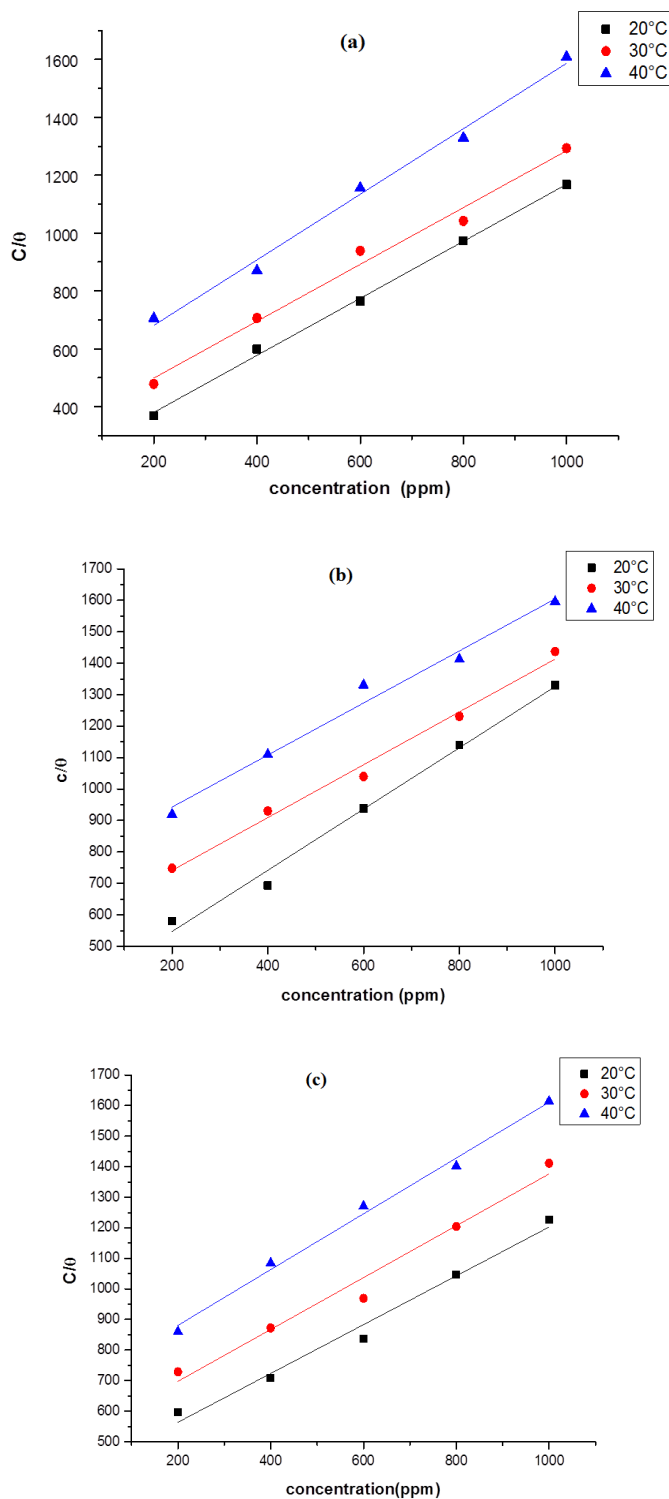 (a)
20°C
30°C
40°C
1600
1400
1200
1000
800
600
400
C/θ
200 400 600 800 1000
concentration (ppm)
(b)
20°C
30°C
40°C
1700
1600
1500
1400
1300
1200
1100
1000
900
800
700
600
500
c/θ
200 400 600 800 1000
concentration (ppm)
(c)
20°C
30°C
40°C
1700
1600
1500
1400
1300
1200
1100
1000
900
800
700
600
500
C/θ
200 400 600 800 1000
concentration(ppm)